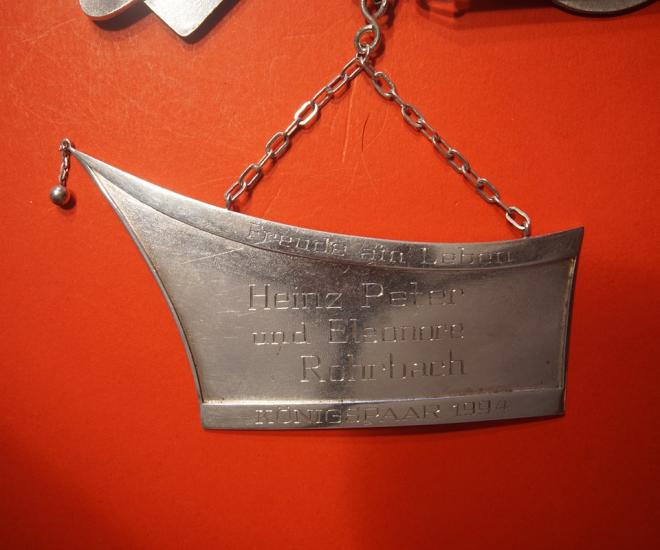 Freude ein Leben
Heinz Peter
und Eleonore
Rohrbach
KÖNIGSPAAR 1994